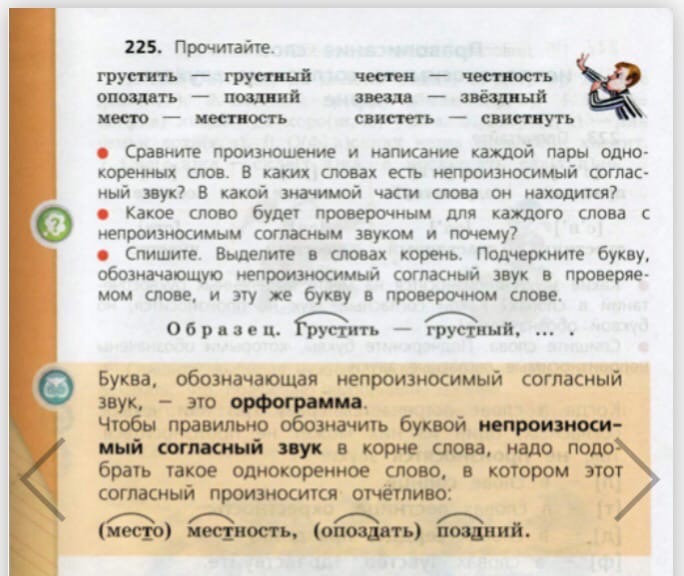 225. Прочитайте.
грустить — грустный честен — честность
опоздать — поздний звезда — звёздный
место — местность свистеть — свистнуть
● Сравните произношение и написание каждой пары одно-
коренных слов. В каких словах есть непроизносимый соглас-
ный звук? В какой значимой части слова он находится?
● Какое слово будет проверочным для каждого слова с
непроизносимым согласным звуком и почему?
● Спишите. Выделите в словах корень. Подчеркните букву,
обозначающую непроизносимый согласный звук в проверяе-
мом слове, и эту же букву в проверочном слове.
Образец. Грустить — грустный, ..... .
Буква, обозначающая непроизносимый согласный
звук, – это орфограмма.
Чтобы правильно обозначить буквой непроизноси-
мый согласный звук в корне слова, надо подо-
брать такое однокоренное слово, в котором этот
согласный произносится отчётливо:
(место) местность, (опоздать) поздний.